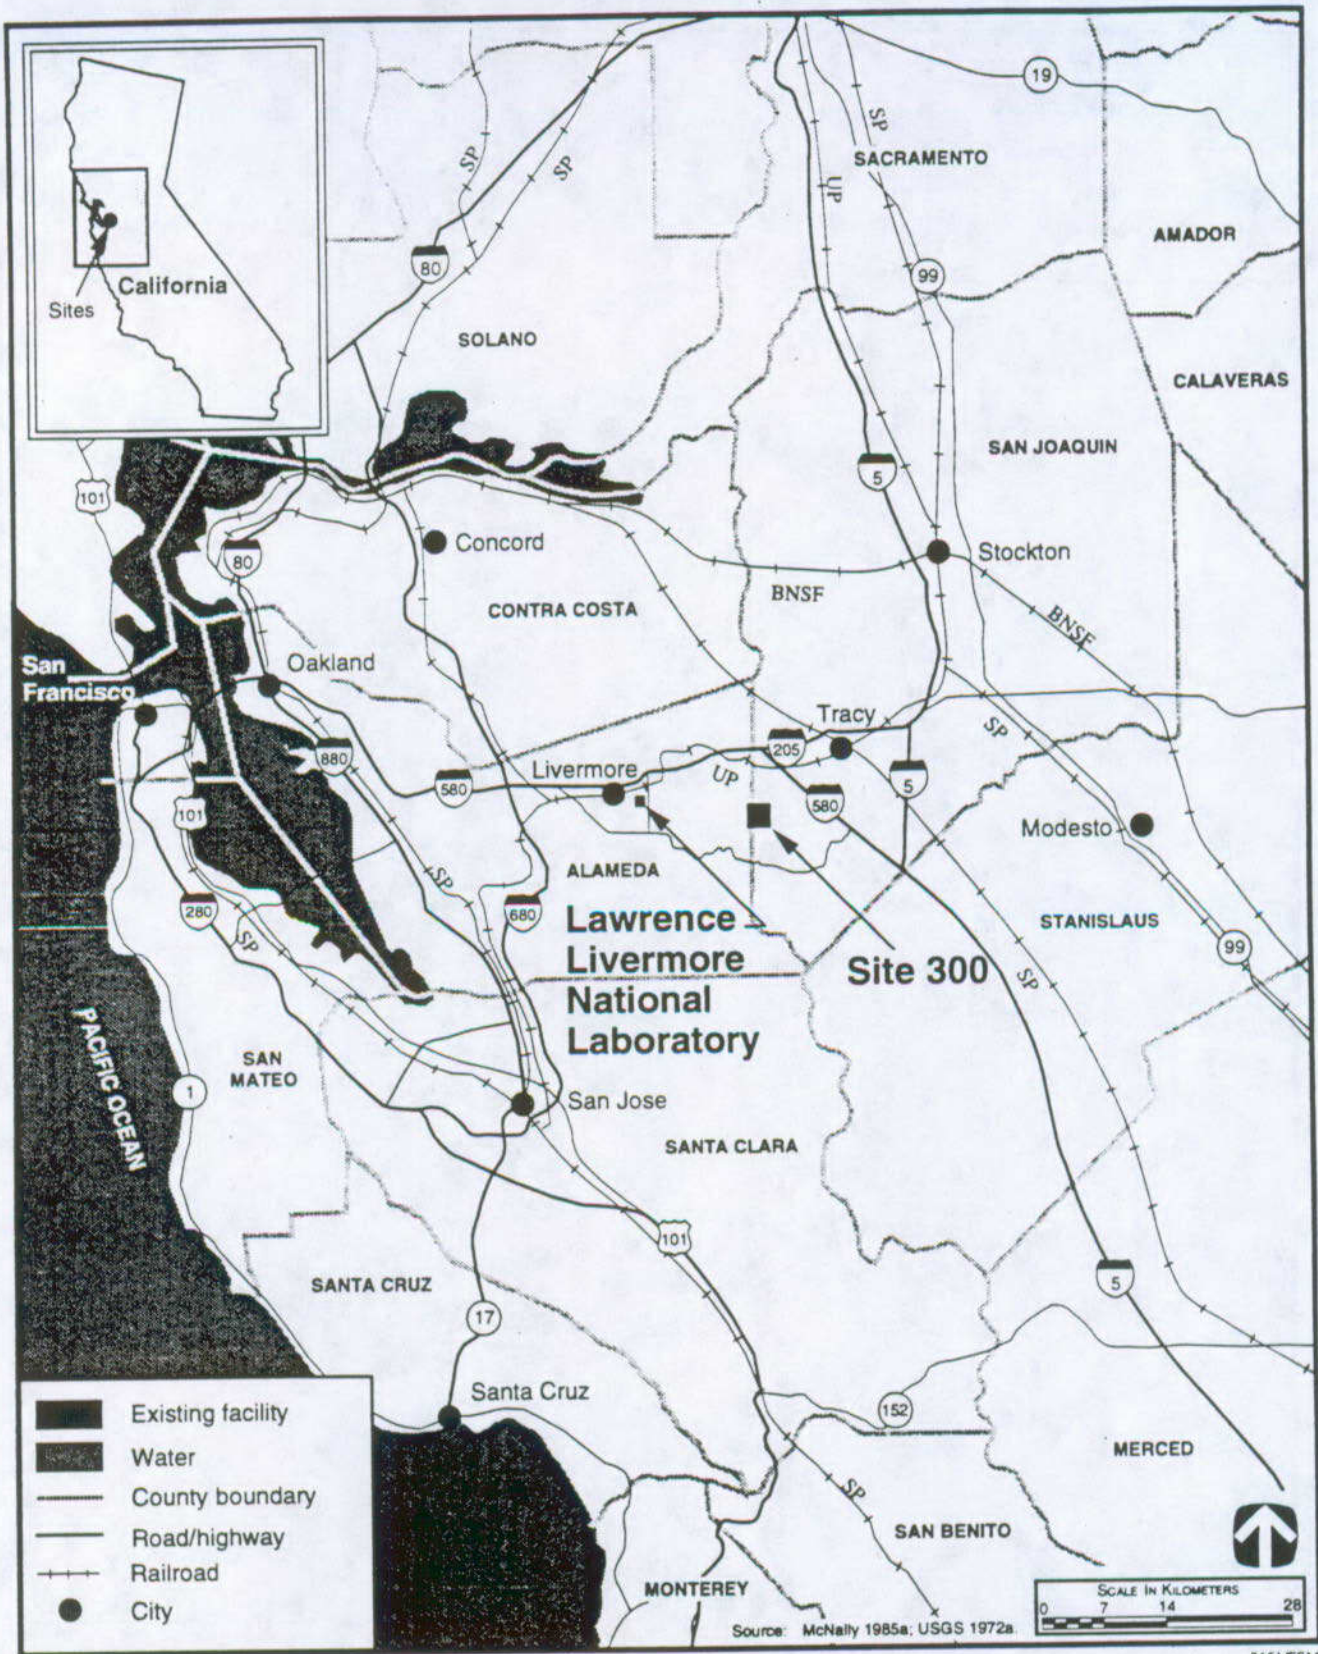 California
Sites
19
SP
SP
SP
UP
SACRAMENTO
AMADOR
80
99
SOLANO
CALAVERAS
SAN JOAQUIN
101
5
80
Concord
Stockton
BNSF
CONTRA COSTA
BNSF
San
Francisco
Oakland
Tracy
SP
880
205
Livermore
UP
580
580
5
101
Modesto
ALAMEDA
SP
280
680
SP
STANISLAUS
99
Lawrence
Livermore
National
Laboratory
Site 300
SP
PACIFIC OCEAN
SAN
MATEO
1
San Jose
SANTA CLARA
101
SANTA CRUZ
5
17
Santa Cruz
152
MERCED
SP
SAN BENITO
MONTEREY
Existing facility
Water
County boundary
Road/highway
Railroad
City
SCALE IN KILOMETERS
0 7 14 28
Source: McNally 1985a; USGS 1972a.